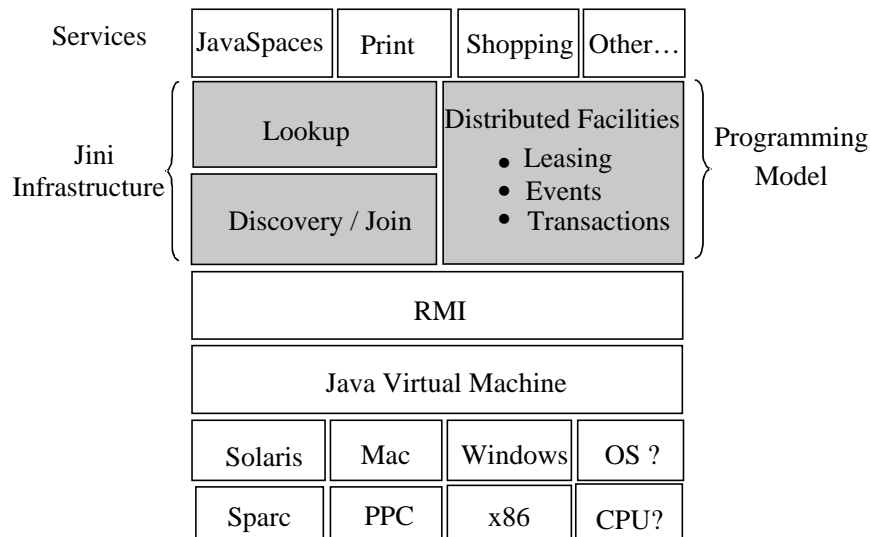 Services
JavaSpaces
Print
Shopping
Other…
Jini
Infrastructure
Lookup
Discovery / Join
Distributed Facilities
• Leasing
• Events
• Transactions
Programming
Model
RMI
Java Virtual Machine
Solaris
Mac
Windows
OS ?
Sparc
PPC
x86
CPU?